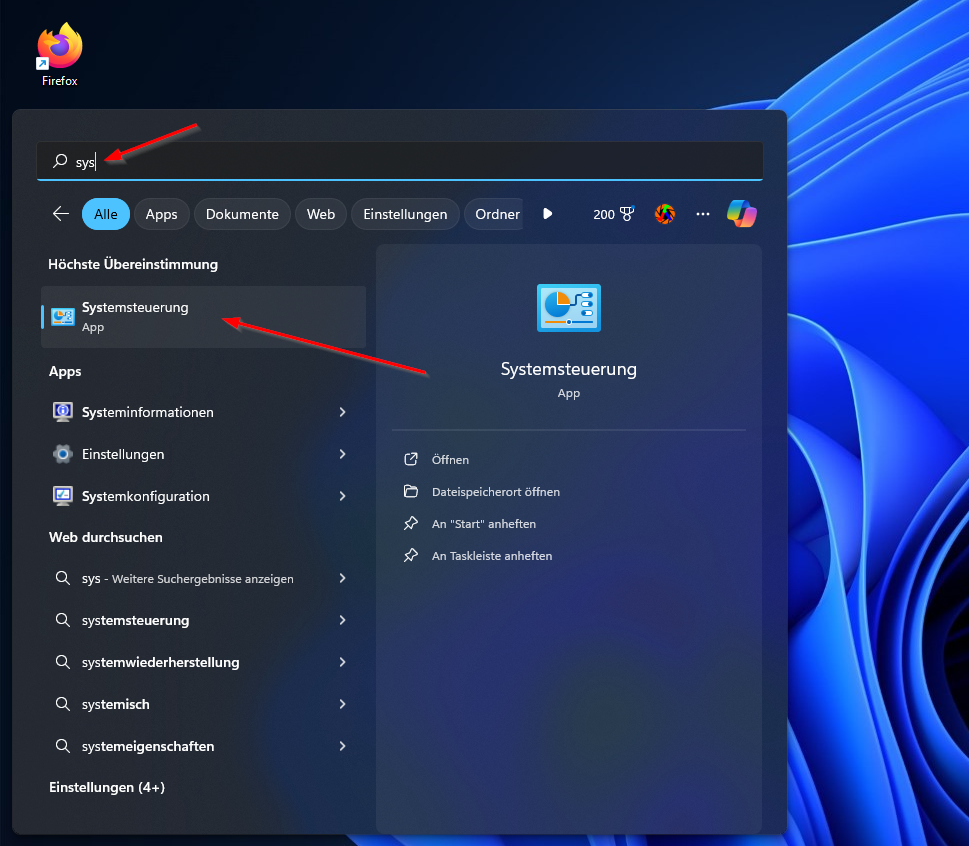 Firefox
sys
Alle
Apps
Dokumente
Web
Einstellungen
Ordner
200
Höchste Übereinstimmung
Systemsteuerung
App
Apps
Systeminformationen
Einstellungen
Systemkonfiguration
Web durchsuchen
sys - Weitere Suchergebnisse anzeigen
systemsteuerung
systemwiederherstellung
systemisch
systemeigenschaften
Einstellungen (4+)
Systemsteuerung
App
Öffnen
Dateispeicherort öffnen
An "Start" anheften
An Taskleiste anheften